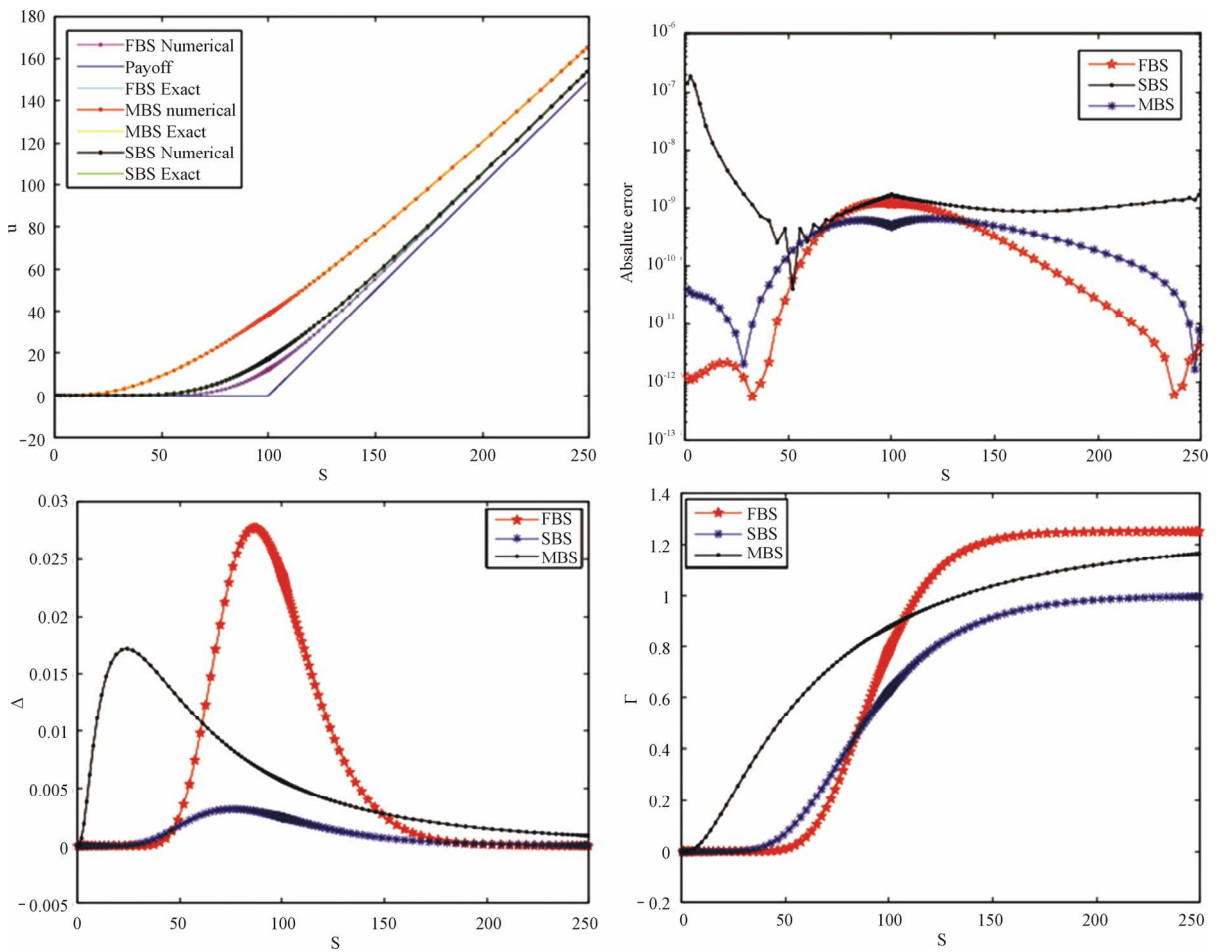 180
160
140
120
100
80
60
40
20
0
−20
u
FBS Numerical
Payoff
FBS Exact
MBS numerical
MBS Exact
SBS Numerical
SBS Exact
0 50 100 150 200 250
S
10-6
10-7
10-8
10-9
10-10
10-11
10-12
10-13
Absalute error
FBS
SBS
MBS
0 50 100 150 200 250
S
0.03
0.025
0.02
0.015
0.01
0.005
0
−0.005
Δ
FBS
SBS
MBS
0 50 100 150 200 250
S
1.4
1.2
1
0.8
0.6
0.4
0.2
0
−0.2
Γ
FBS
SBS
MBS
0 50 100 150 200 250
S